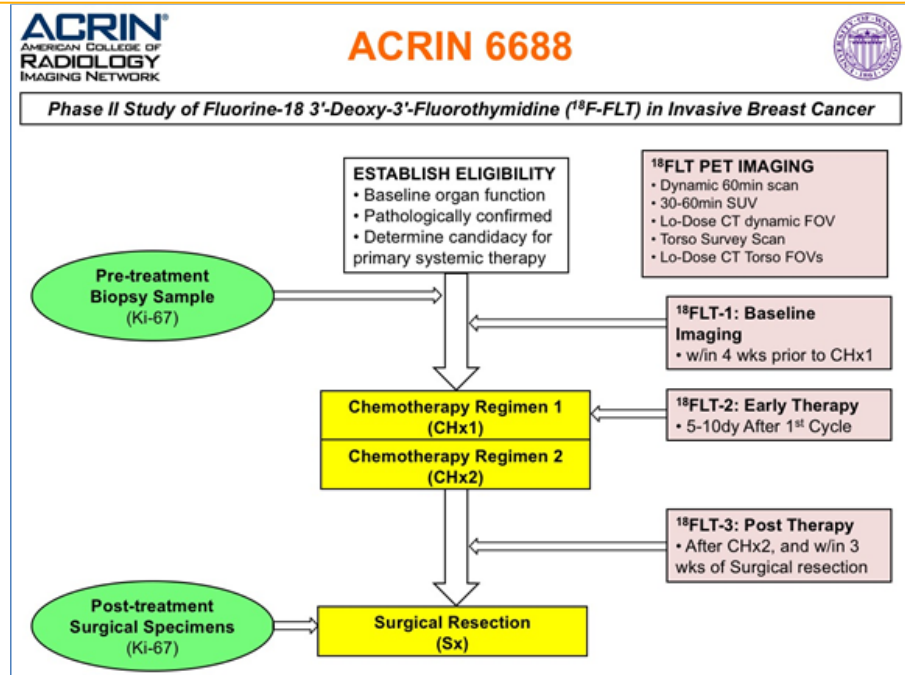 ACRIN®
AMERICAN COLLEGE OF
RADIOLOGY
IMAGING NETWORK
ACRIN 6688
UNIVERSITY OF WASHINGTON
1861
Phase II Study of Fluorine-18 3'-Deoxy-3'-Fluorothymidine (¹⁸F-FLT) in Invasive Breast Cancer
ESTABLISH ELIGIBILITY
• Baseline organ function
• Pathologically confirmed
• Determine candidacy for
primary systemic therapy
¹⁸FLT PET IMAGING
• Dynamic 60min scan
• 30-60min SUV
• Lo-Dose CT dynamic FOV
• Torso Survey Scan
• Lo-Dose CT Torso FOVs
Pre-treatment
Biopsy Sample
(Ki-67)
¹⁸FLT-1: Baseline
Imaging
• w/in 4 wks prior to CHx1
Chemotherapy Regimen 1
(CHx1)
¹⁸FLT-2: Early Therapy
• 5-10dy After 1ˢᵗ Cycle
Chemotherapy Regimen 2
(CHx2)
¹⁸FLT-3: Post Therapy
• After CHx2, and w/in 3
wks of Surgical resection
Post-treatment
Surgical Specimens
(Ki-67)
Surgical Resection
(Sx)